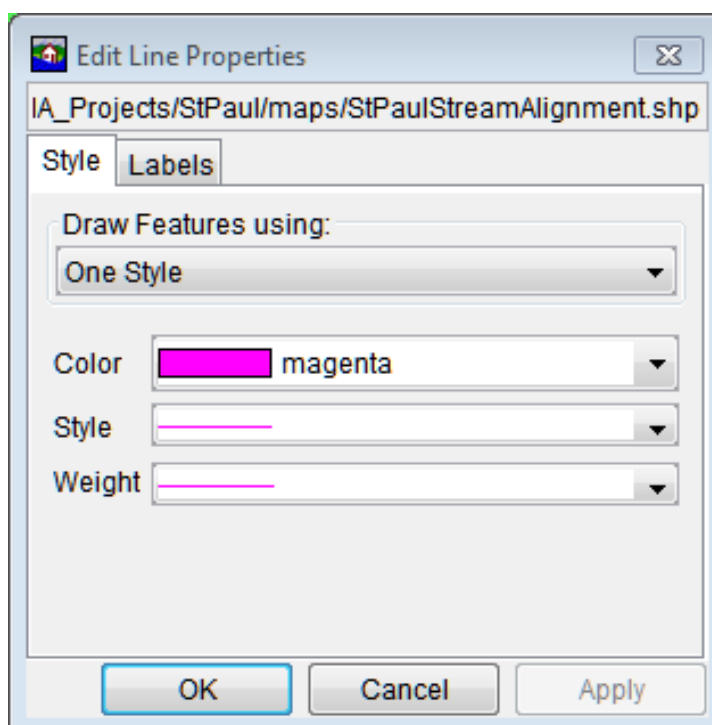 Edit Line Properties
IA_Projects/StPaul/maps/StPaulStreamAlignment.shp
Style Labels
Draw Features using:
One Style
Color magenta
Style
Weight
OK Cancel Apply